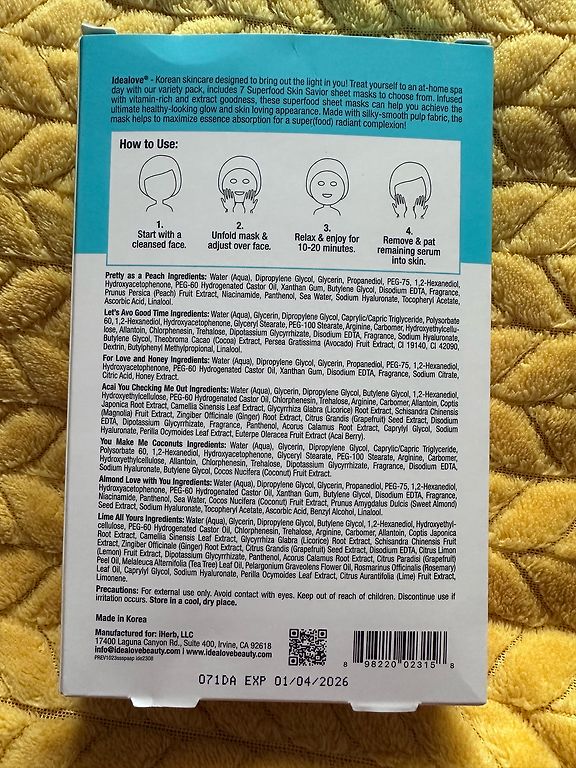 Idealove® - Korean skincare designed to bring out the light in you! Treat yourself to an at-home spa
day with our variety pack, includes 7 Superfood Skin Savior sheet masks to choose from. Infused
with vitamin-rich and extract goodness, these superfood sheet masks can help you achieve the
ultimate healthy-looking glow and skin loving appearance. Made with silky-smooth pulp fabric, the
mask helps to maximize essence absorption for a super(food) radiant complexion!
How to Use:
1.
Start with a
cleansed face.
2.
Unfold mask &
adjust over face.
3.
Relax & enjoy for
10-20 minutes.
4.
Remove & pat
remaining serum
into skin.
Pretty as a Peach Ingredients: Water (Aqua), Dipropylene Glycol, Glycerin, Propanediol, PEG-75, 1,2-Hexanediol,
Hydroxyacetophenone, PEG-60 Hydrogenated Castor Oil, Xanthan Gum, Butylene Glycol, Disodium EDTA, Fragrance,
Prunus Persica (Peach) Fruit Extract, Niacinamide, Panthenol, Sea Water, Sodium Hyaluronate, Tocopheryl Acetate,
Ascorbic Acid, Linalool.
Let's Avo Good Time Ingredients: Water (Aqua), Glycerin, Dipropylene Glycol, Caprylic/Capric Triglyceride, Polysorbate
60, 1,2-Hexanediol, Hydroxyacetophenone, Glyceryl Stearate, PEG-100 Stearate, Arginine, Carbomer, Hydroxyethylcellu-
lose, Allantoin, Chlorphenesin, Trehalose, Dipotassium Glycyrrhizate, Disodium EDTA, Fragrance, Sodium Hyaluronate,
Butylene Glycol, Theobroma Cacao (Cocoa) Extract, Persea Gratissima (Avocado) Fruit Extract, CI 19140, CI 42090,
Dextrin, Butylphenyl Methylpropional, Linalool.
For Love and Honey Ingredients: Water (Aqua), Dipropylene Glycol, Glycerin, Propanediol, PEG-75, 1,2-Hexanediol,
Hydroxyacetophenone, PEG-60 Hydrogenated Castor Oil, Xanthan Gum, Disodium EDTA, Fragrance, Sodium Citrate,
Citric Acid, Honey Extract.
Acai You Checking Me Out Ingredients: Water (Aqua), Glycerin, Dipropylene Glycol, Butylene Glycol, 1,2-Hexanediol,
Hydroxyethylcellulose, PEG-60 Hydrogenated Castor Oil, Chlorphenesin, Trehalose, Arginine, Carbomer, Allantoin, Coptis
Japonica Root Extract, Camellia Sinensis Leaf Extract, Glycyrrhiza Glabra (Licorice) Root Extract, Schisandra Chinensis
(Magnolia) Fruit Extract, Zingiber Officinale (Ginger) Root Extract, Citrus Grandis (Grapefruit) Seed Extract, Disodium
EDTA, Dipotassium Glycyrrhizate, Fragrance, Panthenol, Acorus Calamus Root Extract, Caprylyl Glycol, Sodium
Hyaluronate, Perilla Ocymoides Leaf Extract, Euterpe Oleracea Fruit Extract (Acai Berry).
You Make Me Coconuts Ingredients: Water (Aqua), Glycerin, Dipropylene Glycol, Caprylic/Capric Triglyceride,
Polysorbate 60, 1,2-Hexanediol, Hydroxyacetophenone, Glyceryl Stearate, PEG-100 Stearate, Arginine, Carbomer,
Hydroxyethylcellulose, Allantoin, Chlorphenesin, Trehalose, Dipotassium Glycyrrhizate, Fragrance, Disodium EDTA,
Sodium Hyaluronate, Butylene Glycol, Cocos Nucifera (Coconut) Fruit Extract.
Almond Love with You Ingredients: Water (Aqua), Dipropylene Glycol, Glycerin, Propanediol, PEG-75, 1,2-Hexanediol,
Hydroxyacetophenone, PEG-60 Hydrogenated Castor Oil, Xanthan Gum, Butylene Glycol, Disodium EDTA, Fragrance,
Niacinamide, Panthenol, Sea Water, Cocos Nucifera (Coconut) Fruit Extract, Prunus Amygdalus Dulcis (Sweet Almond)
Seed Extract, Sodium Hyaluronate, Tocopheryl Acetate, Ascorbic Acid, Benzyl Alcohol, Linalool.
Lime All Yours Ingredients: Water (Aqua), Glycerin, Dipropylene Glycol, Butylene Glycol, 1,2-Hexanediol, Hydroxyethyl-
cellulose, PEG-60 Hydrogenated Castor Oil, Chlorphenesin, Trehalose, Arginine, Carbomer, Allantoin, Coptis Japonica
Root Extract, Camellia Sinensis Leaf Extract, Glycyrrhiza Glabra (Licorice) Root Extract, Schisandra Chinensis Fruit
Extract, Zingiber Officinale (Ginger) Root Extract, Citrus Grandis (Grapefruit) Seed Extract, Disodium EDTA, Citrus Limon
(Lemon) Fruit Extract, Dipotassium Glycyrrhizate, Panthenol, Acorus Calamus Root Extract, Citrus Paradisi (Grapefruit)
Peel Oil, Melaleuca Alternifolia (Tea Tree) Leaf Oil, Pelargonium Graveolens Flower Oil, Rosmarinus Officinalis (Rosemary)
Leaf Oil, Caprylyl Glycol, Sodium Hyaluronate, Perilla Ocymoides Leaf Extract, Citrus Aurantifolia (Lime) Fruit Extract,
Limonene.
Precautions: For external use only. Avoid contact with eyes. Keep out of reach of children. Discontinue use if
irritation occurs. Store in a cool, dry place.
Made in Korea
Manufactured for: iHerb, LLC
17400 Laguna Canyon Rd., Suite 400, Irvine, CA 92618
info@idealovebeauty.com | www.idealovebeauty.com
PREV1023sssspaap ide2308
8 98220 02315 8
071DA EXP 01/04/2026